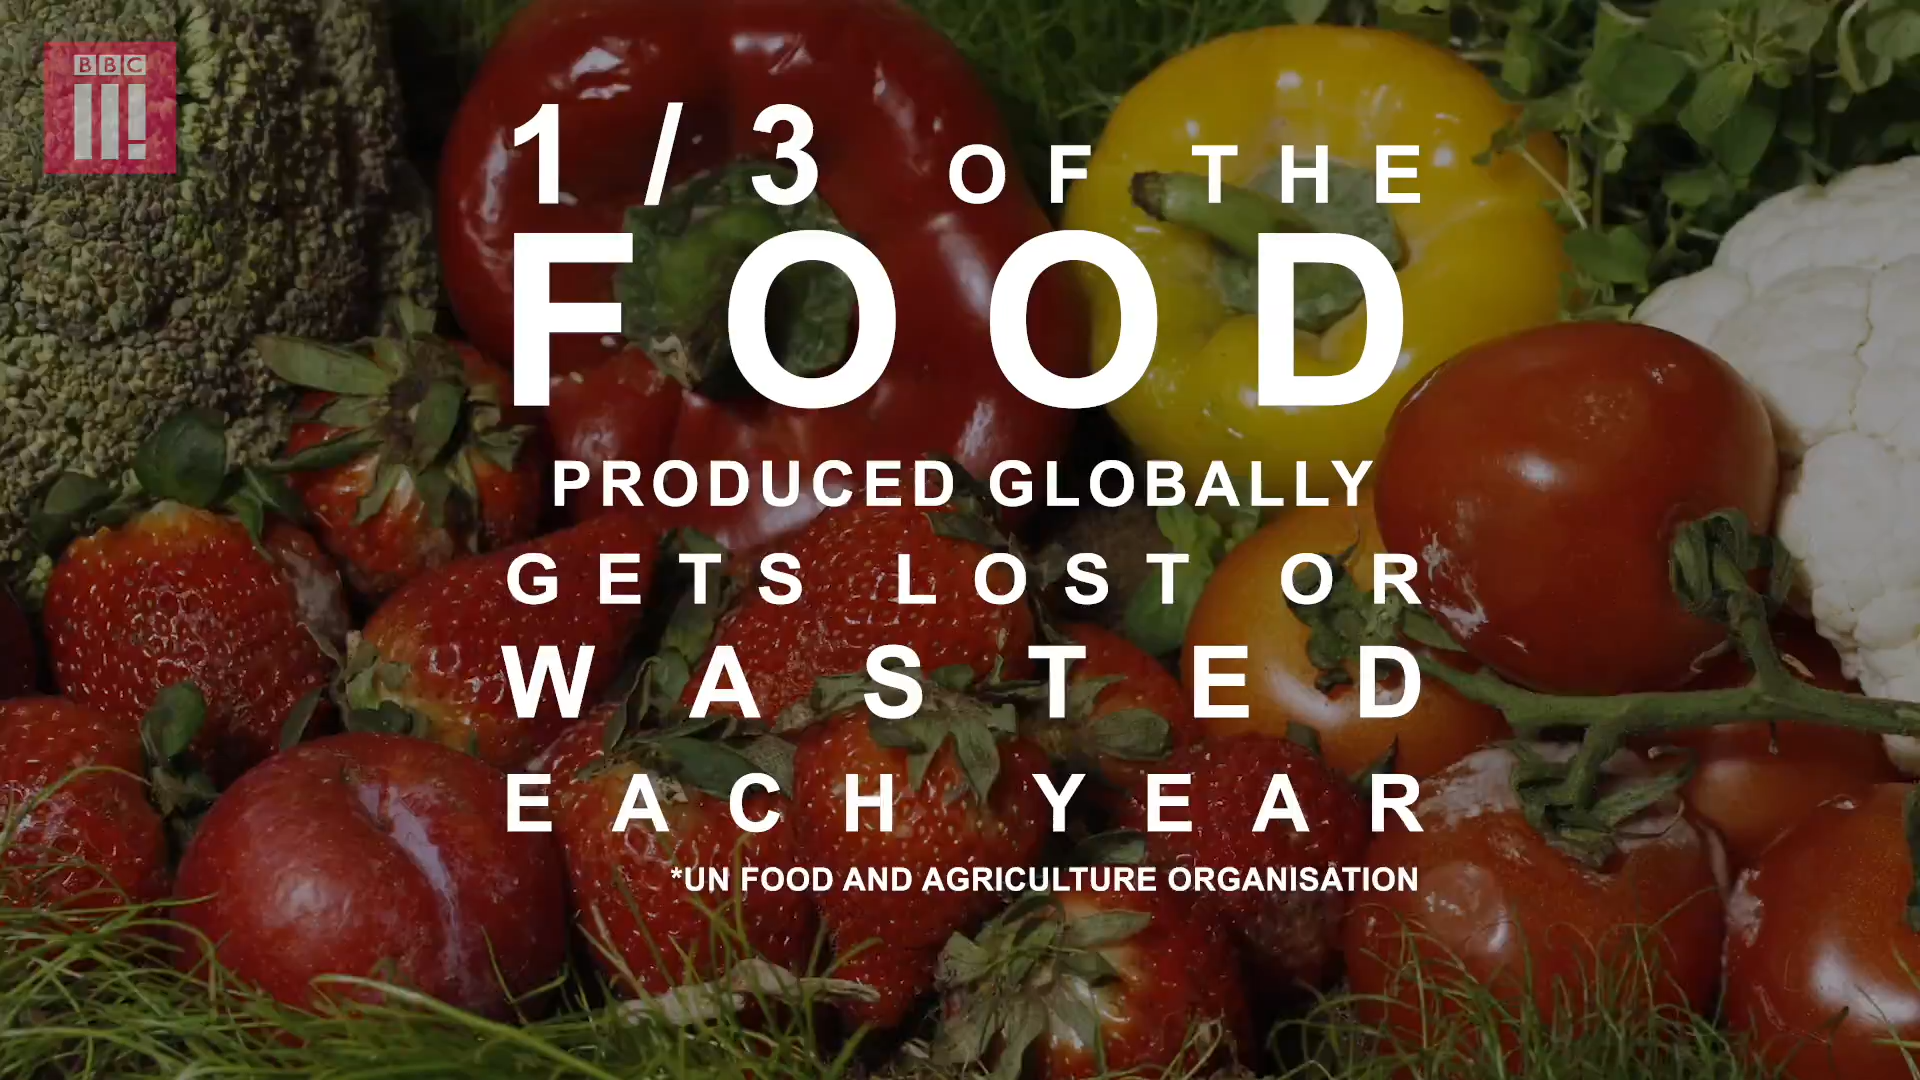 BBC
1/3 OF THE
FOOD
PRODUCED GLOBALLY
GETS LOST OR
WASTED
EACH YEAR
*UN FOOD AND AGRICULTURE ORGANISATION